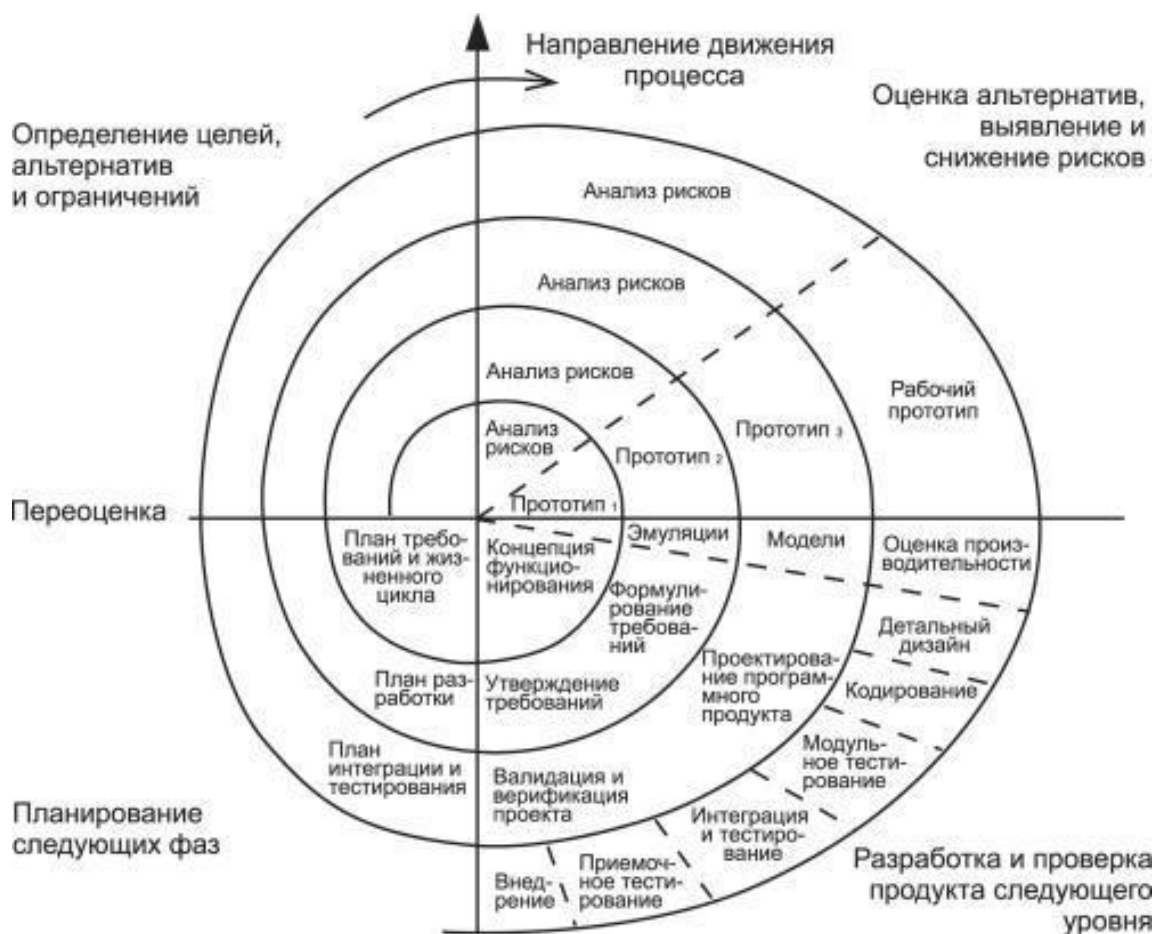 Направление движения
процесса
Оценка альтернатив,
выявление и
снижение рисков
Определение целей,
альтернатив
и ограничений
Анализ рисков
Анализ рисков
Анализ рисков
Анализ
рисков
Рабочий
прототип
Прототип 3
Прототип 2
Прототип 1
Переоценка
Эмуляции
Модели
Оценка произ-
водительности
План требо-
ваний и жиз-
ненного
цикла
Концепция
функцио-
нирования
Формули-
рование
требова-
ний
Детальный
дизайн
Кодирование
План раз-
работки
Утверждение
требований
Проектирова-
ние програм-
много
продукта
Модуль-
ное тести-
рование
План
интеграции и
тестирования
Валидация и
верификация
проекта
Интеграция
и тестиро-
вание
Планирование
следующих фаз
Внед-
рение
Приемоч-
ное тести-
рование
Разработка и проверка
продукта следующего
уровня